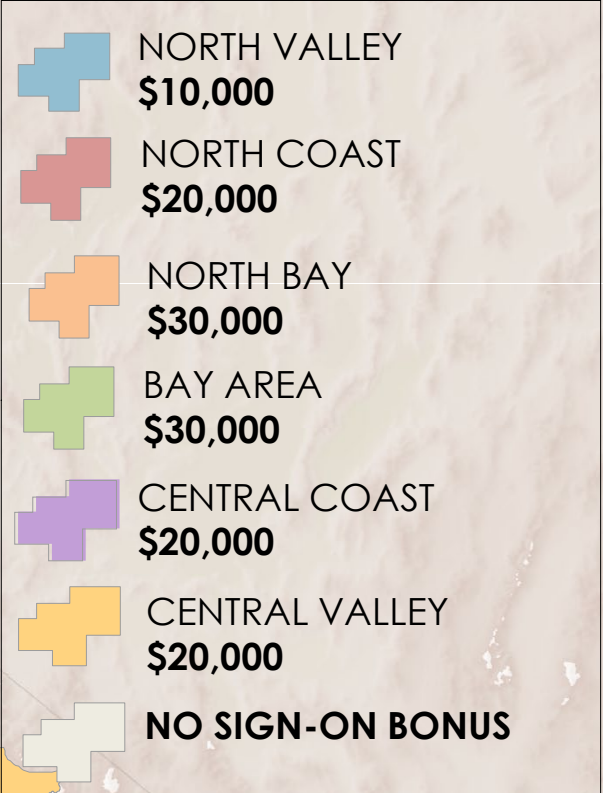 NORTH VALLEY
$10,000
NORTH COAST
$20,000
NORTH BAY
$30,000
BAY AREA
$30,000
CENTRAL COAST
$20,000
CENTRAL VALLEY
$20,000
NO SIGN-ON BONUS